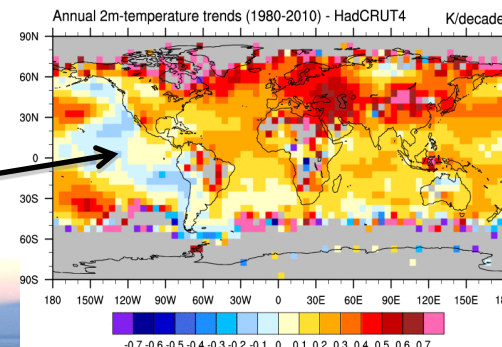 Annual 2m-temperature trends (1980-2010) - HadCRUT4 K/decade
90N
60N
30N
0
30S
60S
90S
180 150W 120W 90W 60W 30W 0 30E 60E 90E 120E 150E 18
-0.7 -0.6 -0.5 -0.4 -0.3 -0.2 -0.1 0 0.1 0.2 0.3 0.4 0.5 0.6 0.7